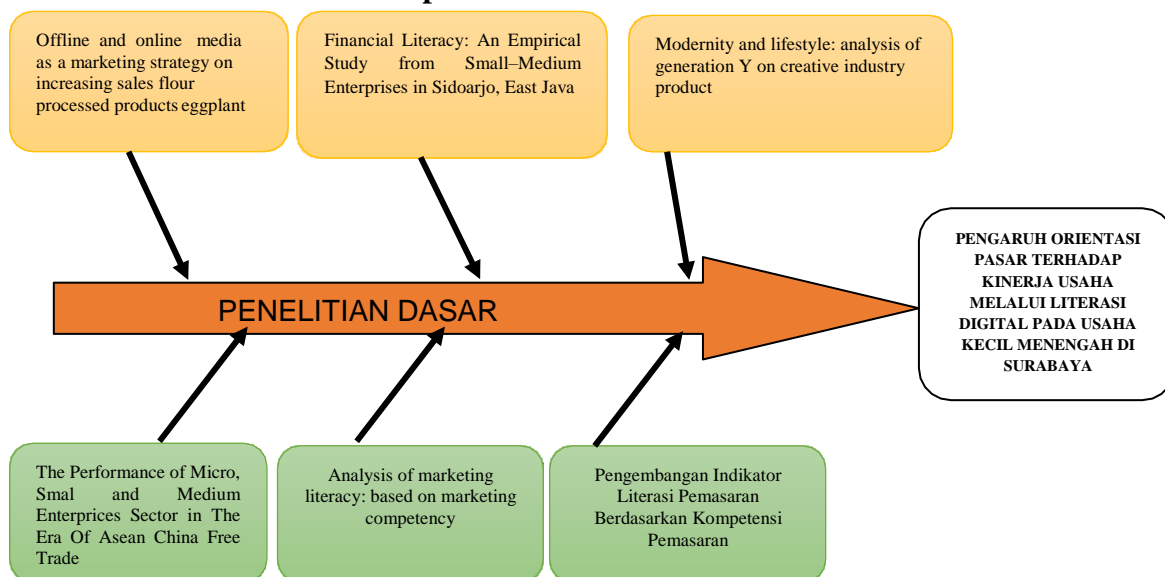 Offline and online media
as a marketing strategy on
increasing sales flour
processed products eggplant
Financial Literacy: An Empirical
Study from Small–Medium
Enterprises in Sidoarjo, East Java
Modernity and lifestyle: analysis of
generation Y on creative industry
product
PENELITIAN DASAR
PENGARUH ORIENTASI
PASAR TERHADAP
KINERJA USAHA
MELALUI LITERASI
DIGITAL PADA USAHA
KECIL MENENGAH DI
SURABAYA
The Performance of Micro,
Smal and Medium
Enterprices Sector in The
Era Of Asean China Free
Trade
Analysis of marketing
literacy: based on marketing
competency
Pengembangan Indikator
Literasi Pemasaran
Berdasarkan Kompetensi
Pemasaran